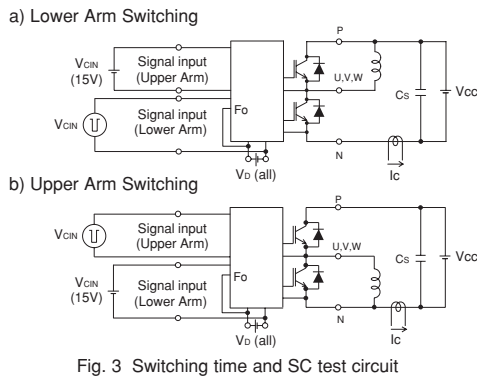 a) Lower Arm Switching
P
VCIN
(15V)
Signal input
(Upper Arm)
U,V,W
CS
VCC
VCIN
Signal input
(Lower Arm)
Fo
N
VD (all)
Ic
b) Upper Arm Switching
P
VCIN
Signal input
(Upper Arm)
U,V,W
CS
VCC
VCIN
(15V)
Signal input
(Lower Arm)
Fo
N
VD (all)
Ic
Fig. 3 Switching time and SC test circuit